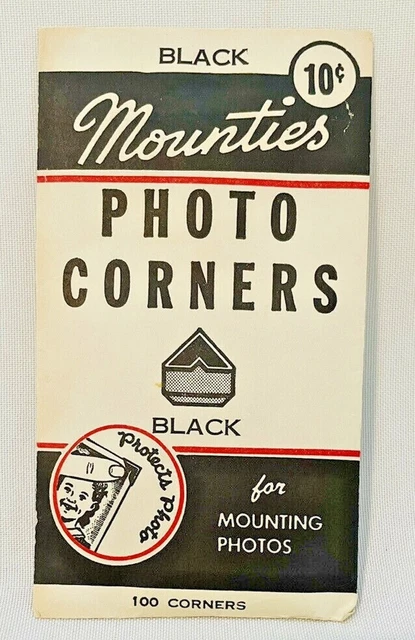 BLACK
10¢
Mounties
PHOTO
CORNERS
BLACK
Protects Photo
for
MOUNTING
PHOTOS
100 CORNERS